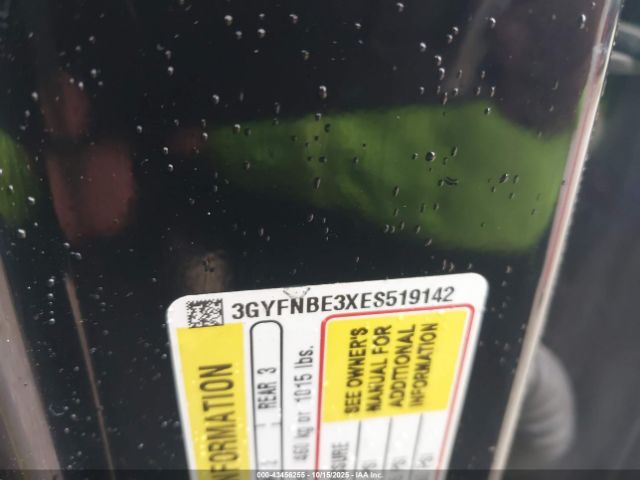 3GYFNBE3XES519142
INFORMATION
REAR 3
460 kg or 1015 lbs.
SEE OWNER'S
MANUAL FOR
ADDITIONAL
INFORMATION
000-43456255 - 10/15/2025 - IAA Inc.